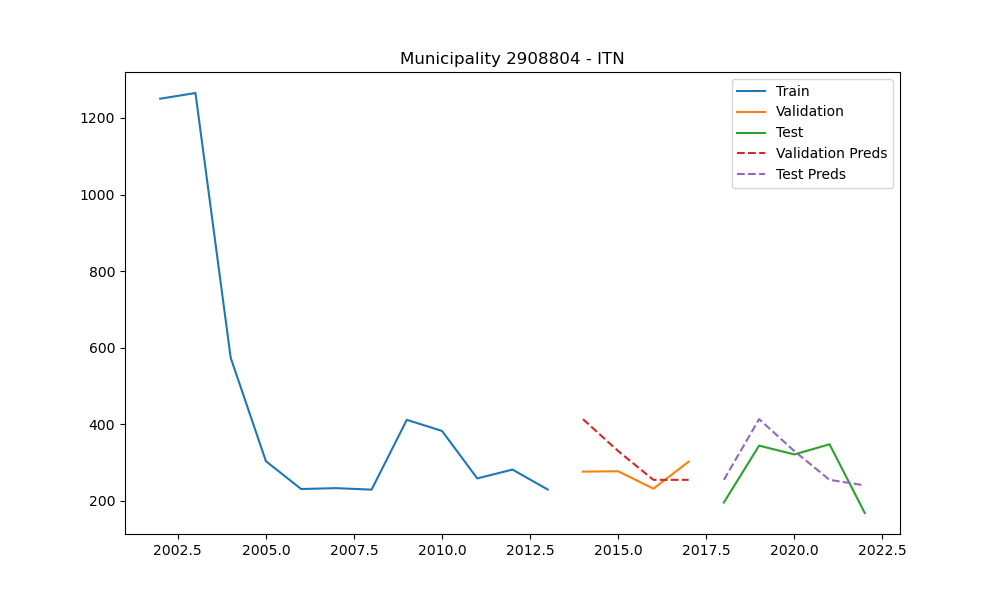 Municipality 2908804 - ITN
Train
Validation
Test
Validation Preds
Test Preds
1200
1000
800
600
400
200
2002.5 2005.0 2007.5 2010.0 2012.5 2015.0 2017.5 2020.0 2022.5